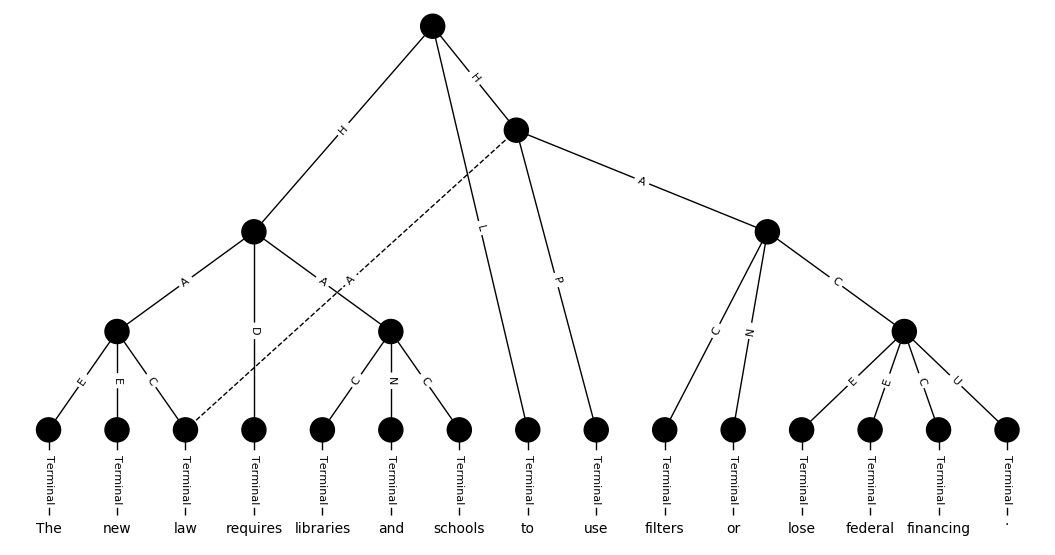 H
H
A
L
A
A
A
P
D
C
N
C
E
E
C
C
N
C
E
E
C
U
Terminal Terminal Terminal Terminal Terminal Terminal Terminal Terminal Terminal Terminal Terminal Terminal Terminal Terminal Terminal
The new law requires libraries and schools to use filters or lose federal financing .